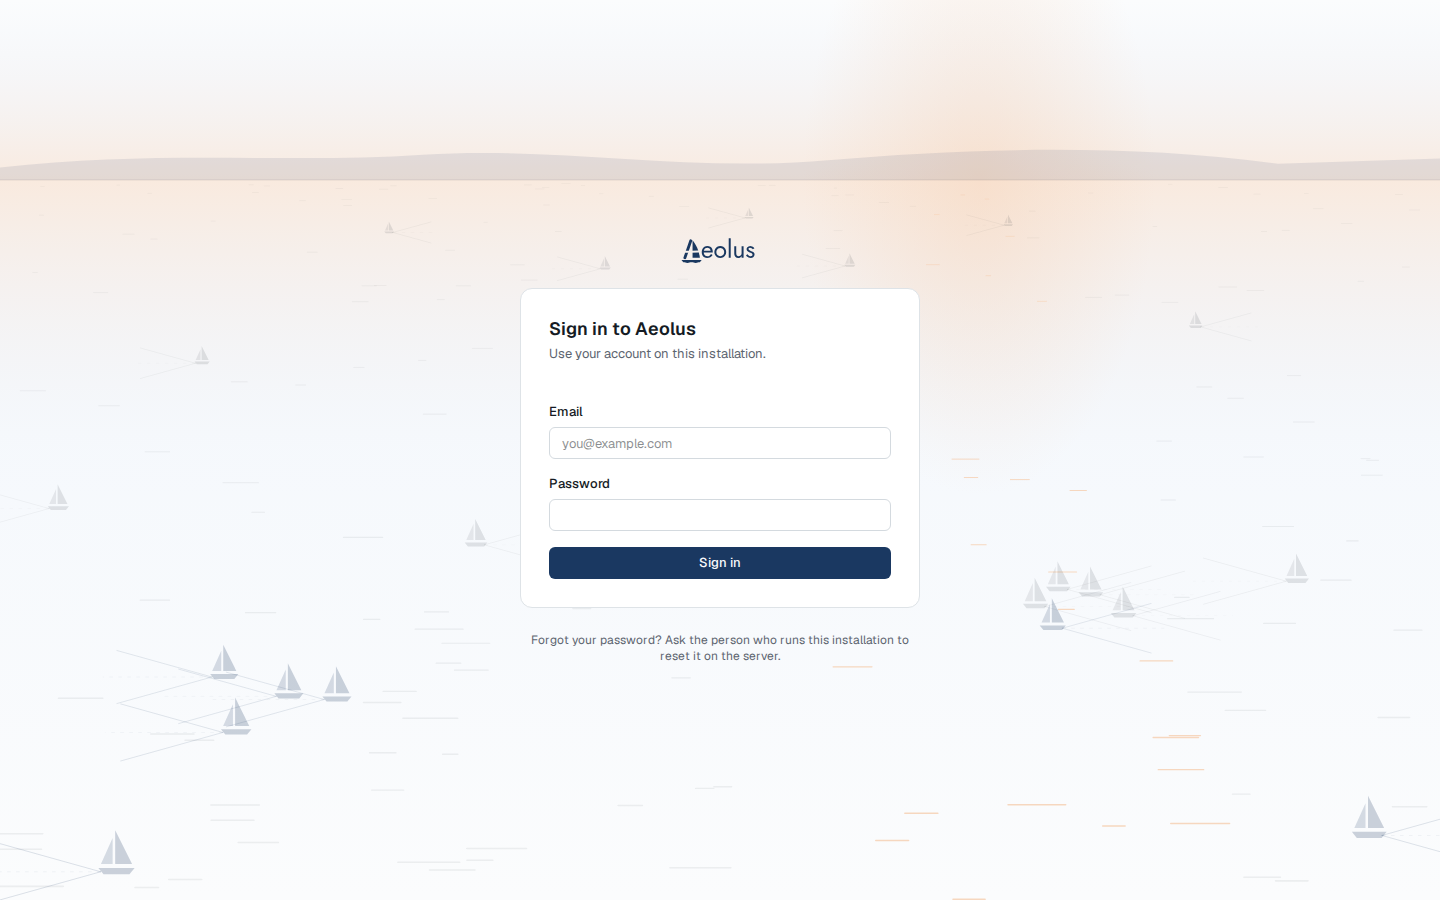 Aeolus
Sign in to Aeolus
Use your account on this installation.
Email
you@example.com
Password
Sign in
Forgot your password? Ask the person who runs this installation to
reset it on the server.